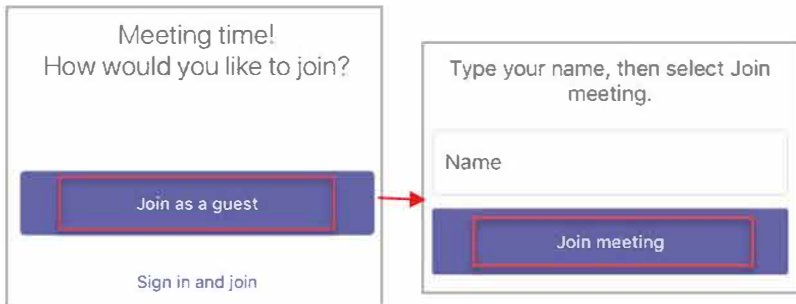 Meeting time!
How would you like to join?
Join as a guest
Sign in and join
Type your name, then select Join
meeting.
Name
Join meeting